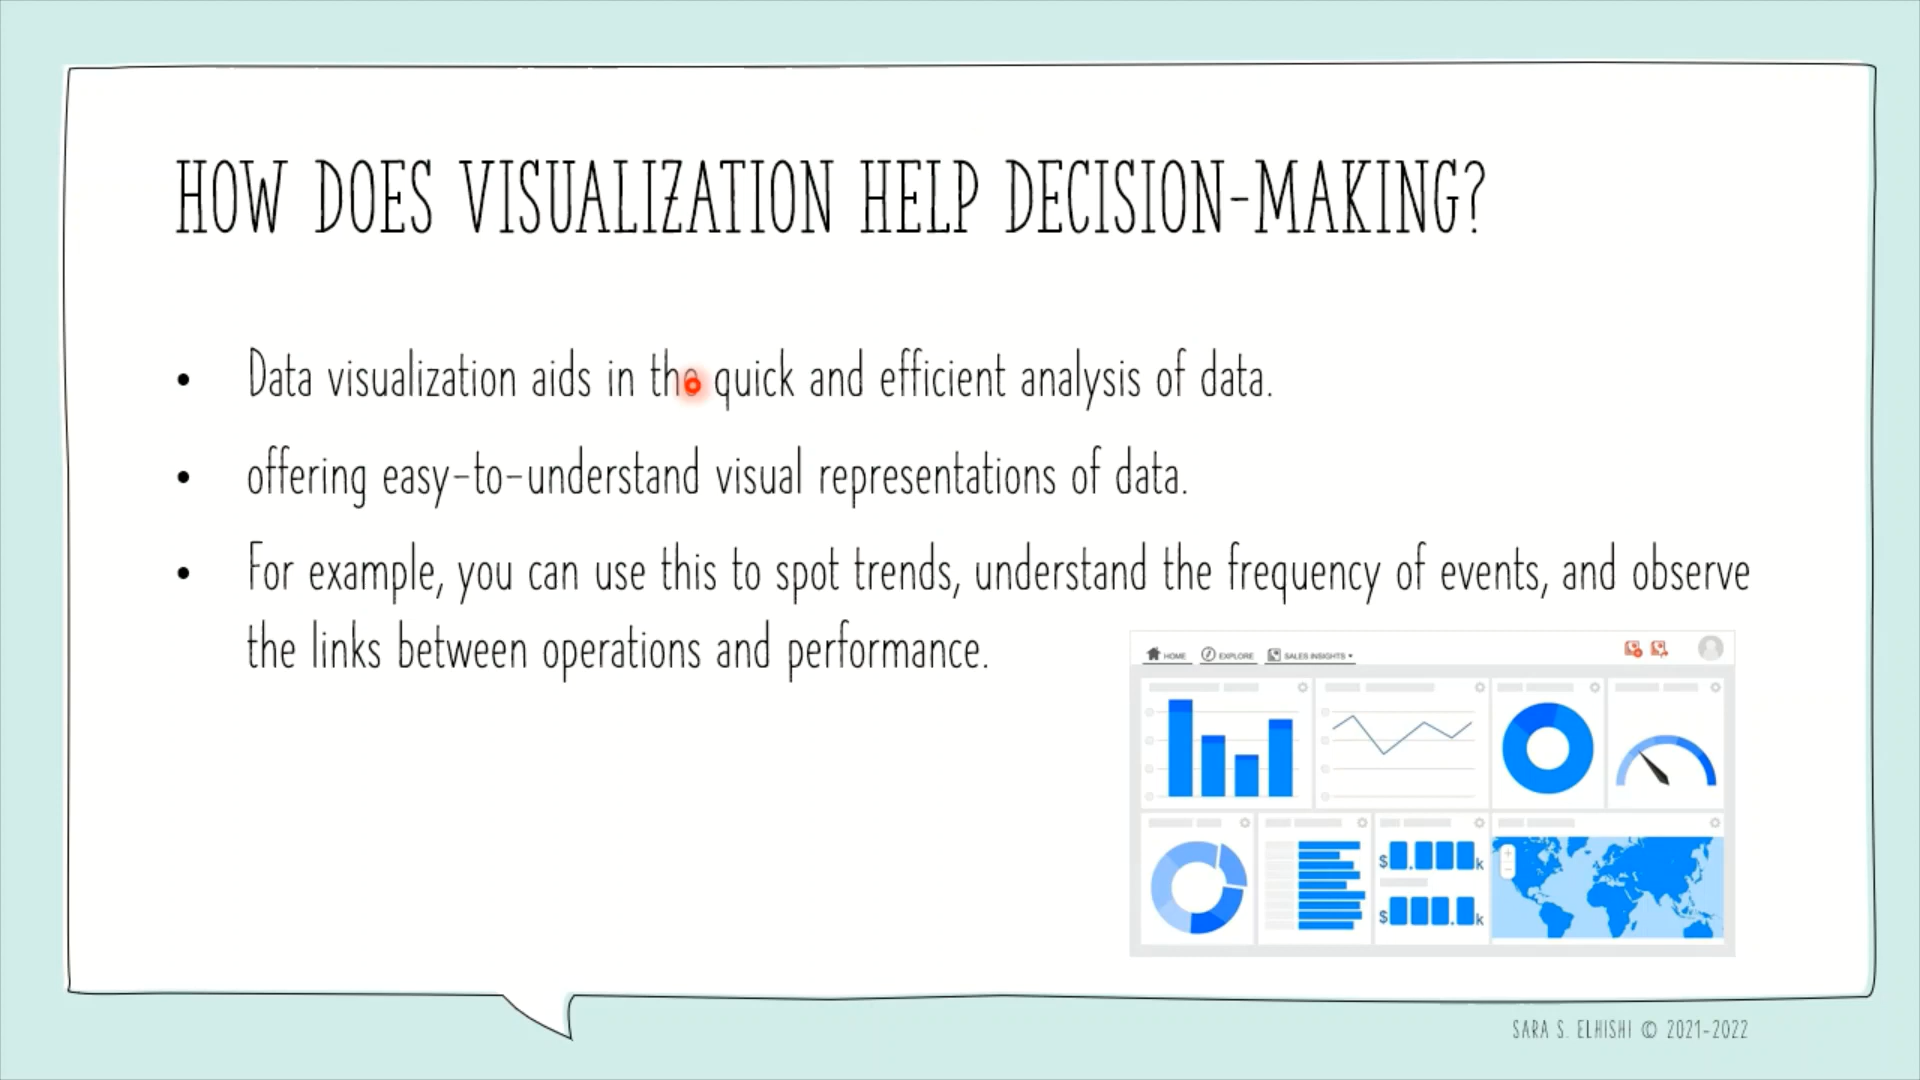 HOW DOES VISUALIZATION HELP DECISION-MAKING?
• Data visualization aids in the quick and efficient analysis of data.
• offering easy-to-understand visual representations of data.
• For example, you can use this to spot trends, understand the frequency of events, and observe
the links between operations and performance.
HOME EXPLORE SALES INSIGHTS
$ . k
$ . k
SARA S. ELHISHI © 2021-2022